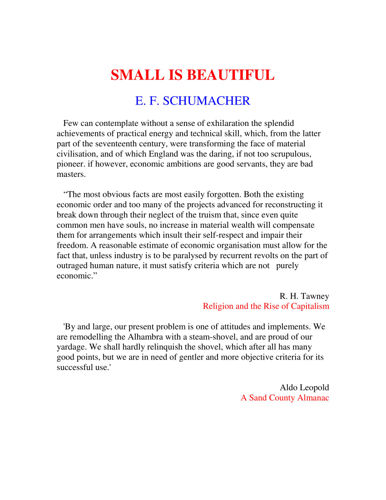 SMALL IS BEAUTIFUL
E. F. SCHUMACHER
Few can contemplate without a sense of exhilaration the splendid
achievements of practical energy and technical skill, which, from the latter
part of the seventeenth century, were transforming the face of material
civilisation, and of which England was the daring, if not too scrupulous,
pioneer. if however, economic ambitions are good servants, they are bad
masters.
“The most obvious facts are most easily forgotten. Both the existing
economic order and too many of the projects advanced for reconstructing it
break down through their neglect of the truism that, since even quite
common men have souls, no increase in material wealth will compensate
them for arrangements which insult their self-respect and impair their
freedom. A reasonable estimate of economic organisation must allow for the
fact that, unless industry is to be paralysed by recurrent revolts on the part of
outraged human nature, it must satisfy criteria which are not purely
economic.”
R. H. Tawney
Religion and the Rise of Capitalism
'By and large, our present problem is one of attitudes and implements. We
are remodelling the Alhambra with a steam-shovel, and are proud of our
yardage. We shall hardly relinquish the shovel, which after all has many
good points, but we are in need of gentler and more objective criteria for its
successful use.'
Aldo Leopold
A Sand County Almanac